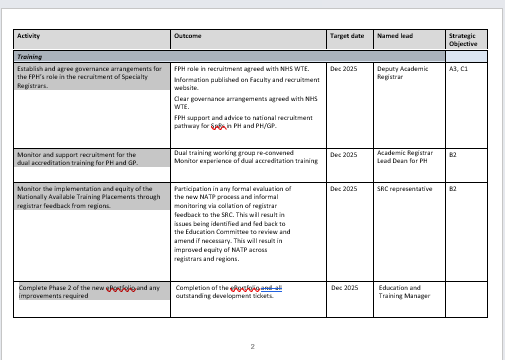 Activity
Outcome
Target date
Named lead
Strategic
Objective
Training
Establish and agree governance arrangements for
the FPH's role in the recruitment of Specialty
Registrars.
FPH role in recruitment agreed with NHS WTE.
Information published on Faculty and recruitment
website.
Clear governance arrangements agreed with NHS
WTE.
FPH support and advice to national recruitment
pathway for in PH and PH/GP.
Dec 2025
Deputy Academic
Registrar
A3, C1
Monitor and support recruitment for the
dual accreditation training for PH and GP.
Dual training working group re-convened
Monitor experience of dual accreditation training
Dec 2025
Academic Registrar
Lead Dean for PH
B2
Monitor the implementation and equity of the
Nationally Available Training Placements through
registrar feedback from regions.
Participation in any formal evaluation of
the new NATP process and informal
monitoring via collation of registrar
feedback to the SRC. This will result in
issues being identified and fed back to
the Education Committee to review and
amend if necessary. This will result in
improved equity of NATP across
registrars and regions.
Dec 2025
SRC representative
B2
Complete Phase 2 of the new ePortfolio and any
improvements required
Completion of the ePortfolio and all
outstanding development tickets.
Dec 2025
Education and
Training Manager
2